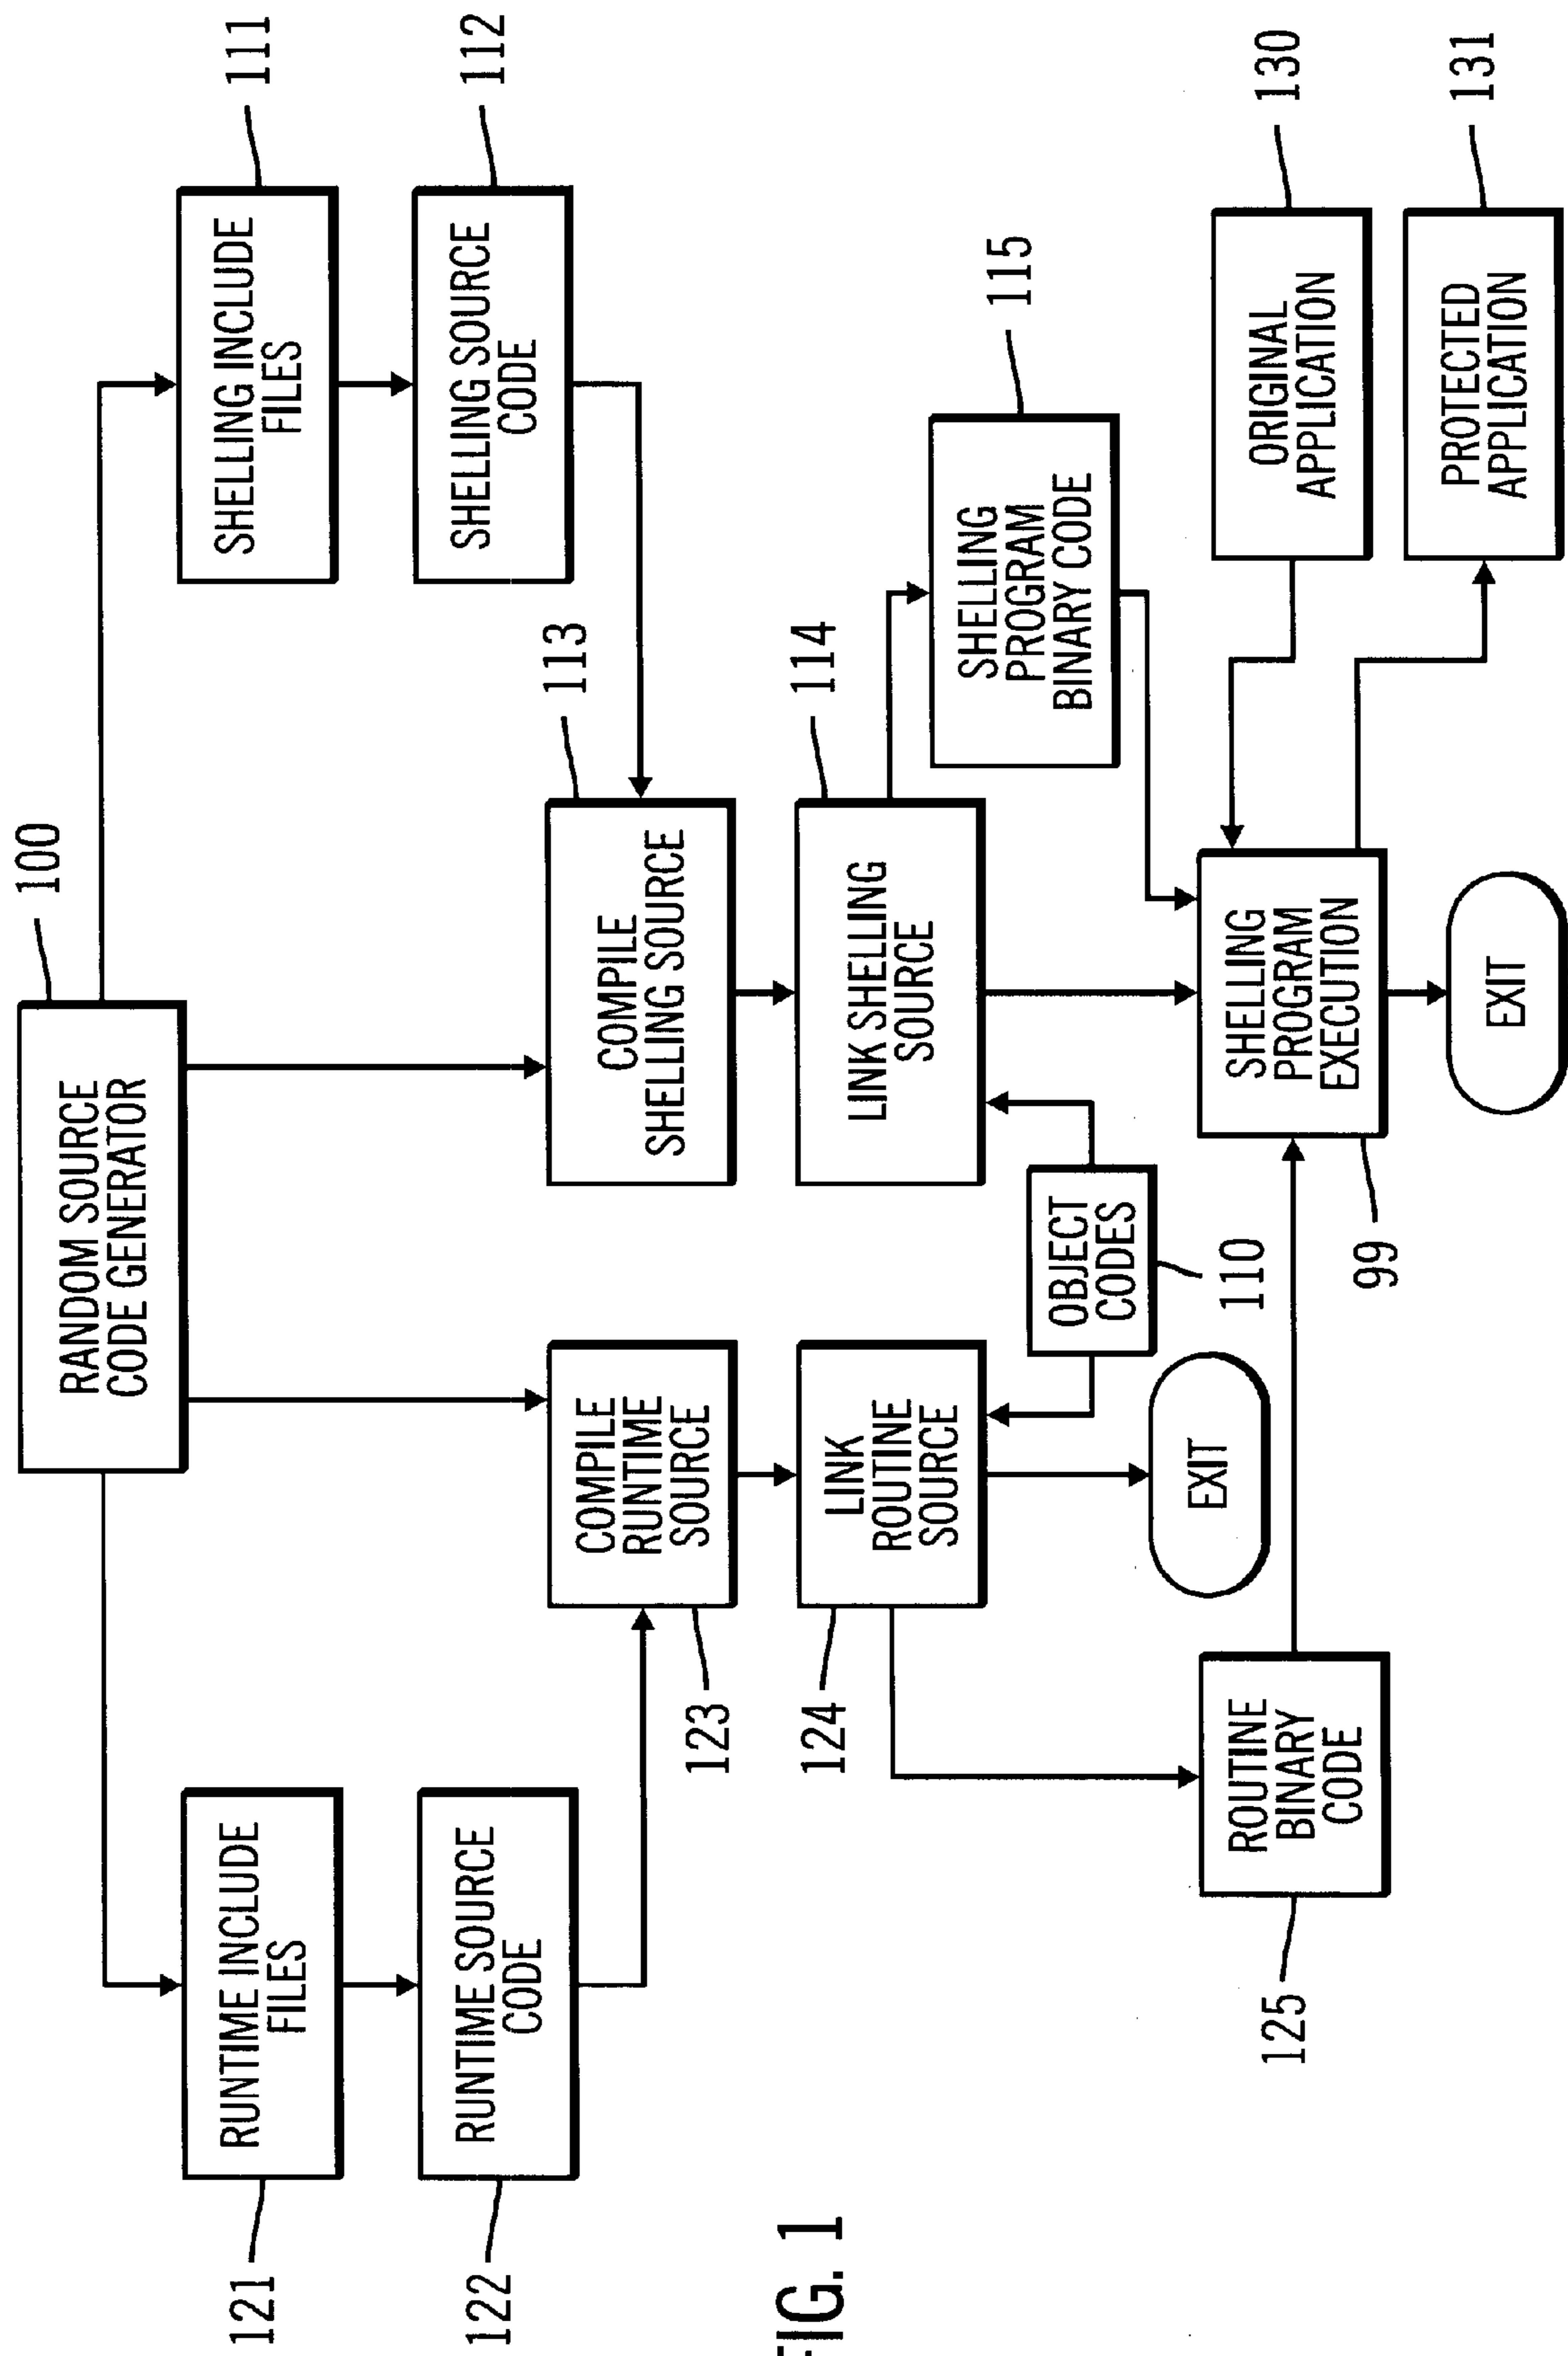 100
RANDOM SOURCE
CODE GENERATOR
121
RUNTIME INCLUDE
FILES
SHELLING INCLUDE
FILES
111
122
RUNTIME SOURCE
CODE
SHELLING SOURCE
CODE
112
123
COMPILE
RUNTIME
SOURCE
113
COMPILE
SHELLING SOURCE
124
LINK
ROUTINE
SOURCE
114
LINK SHELLING
SOURCE
115
SHELLING
PROGRAM
BINARY CODE
OBJECT
CODES
110
EXIT
125
ROUTINE
BINARY
CODE
99
SHELLING
PROGRAM
EXECUTION
130
ORIGINAL
APPLICATION
131
PROTECTED
APPLICATION
EXIT
FIG. 1